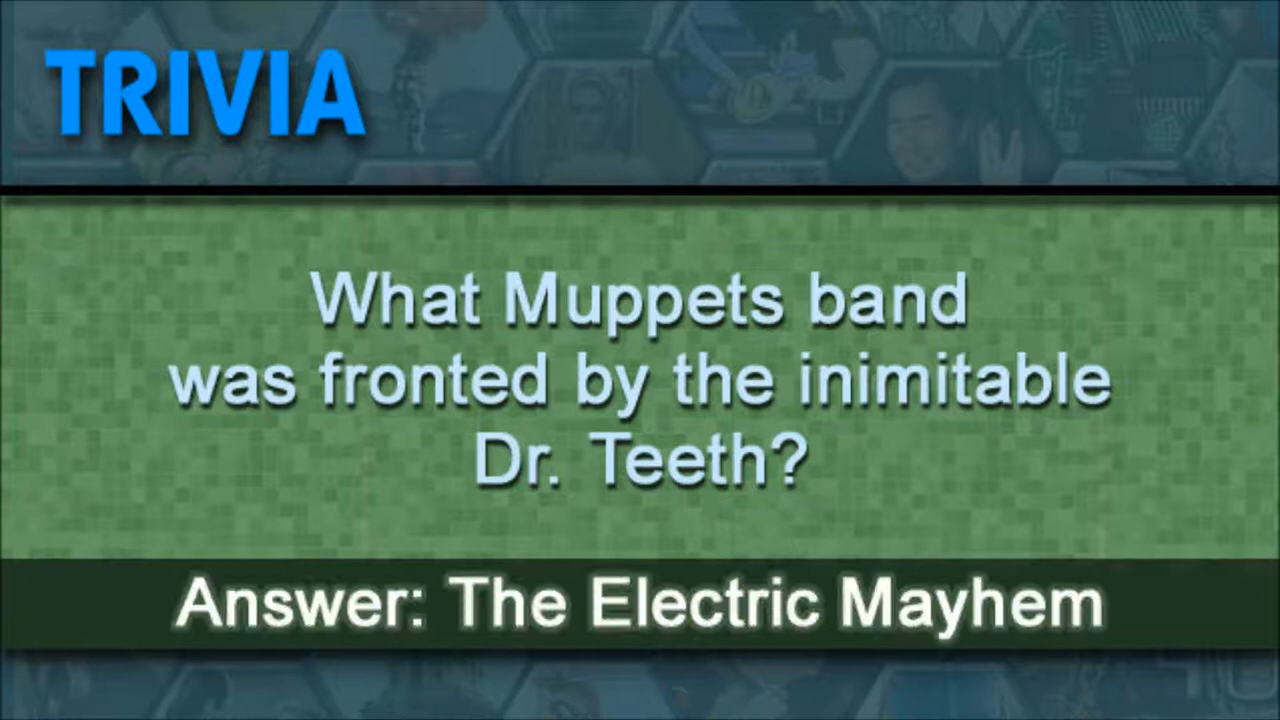 TRIVIA
What Muppets band
was fronted by the inimitable
Dr. Teeth?
Answer: The Electric Mayhem